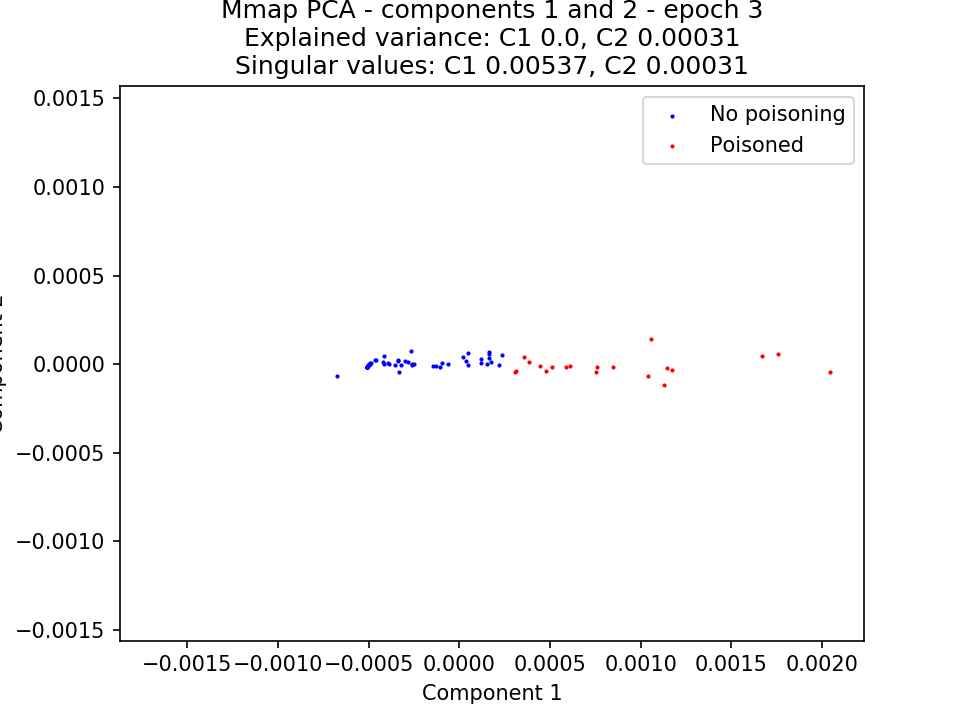 Mmap PCA - components 1 and 2 - epoch 3
Explained variance: C1 0.0, C2 0.00031
Singular values: C1 0.00537, C2 0.00031
No poisoning
Poisoned
0.0015
0.0010
0.0005
0.0000
−0.0005
−0.0010
−0.0015
−0.0015 −0.0010 −0.0005 0.0000 0.0005 0.0010 0.0015 0.0020
Component 1